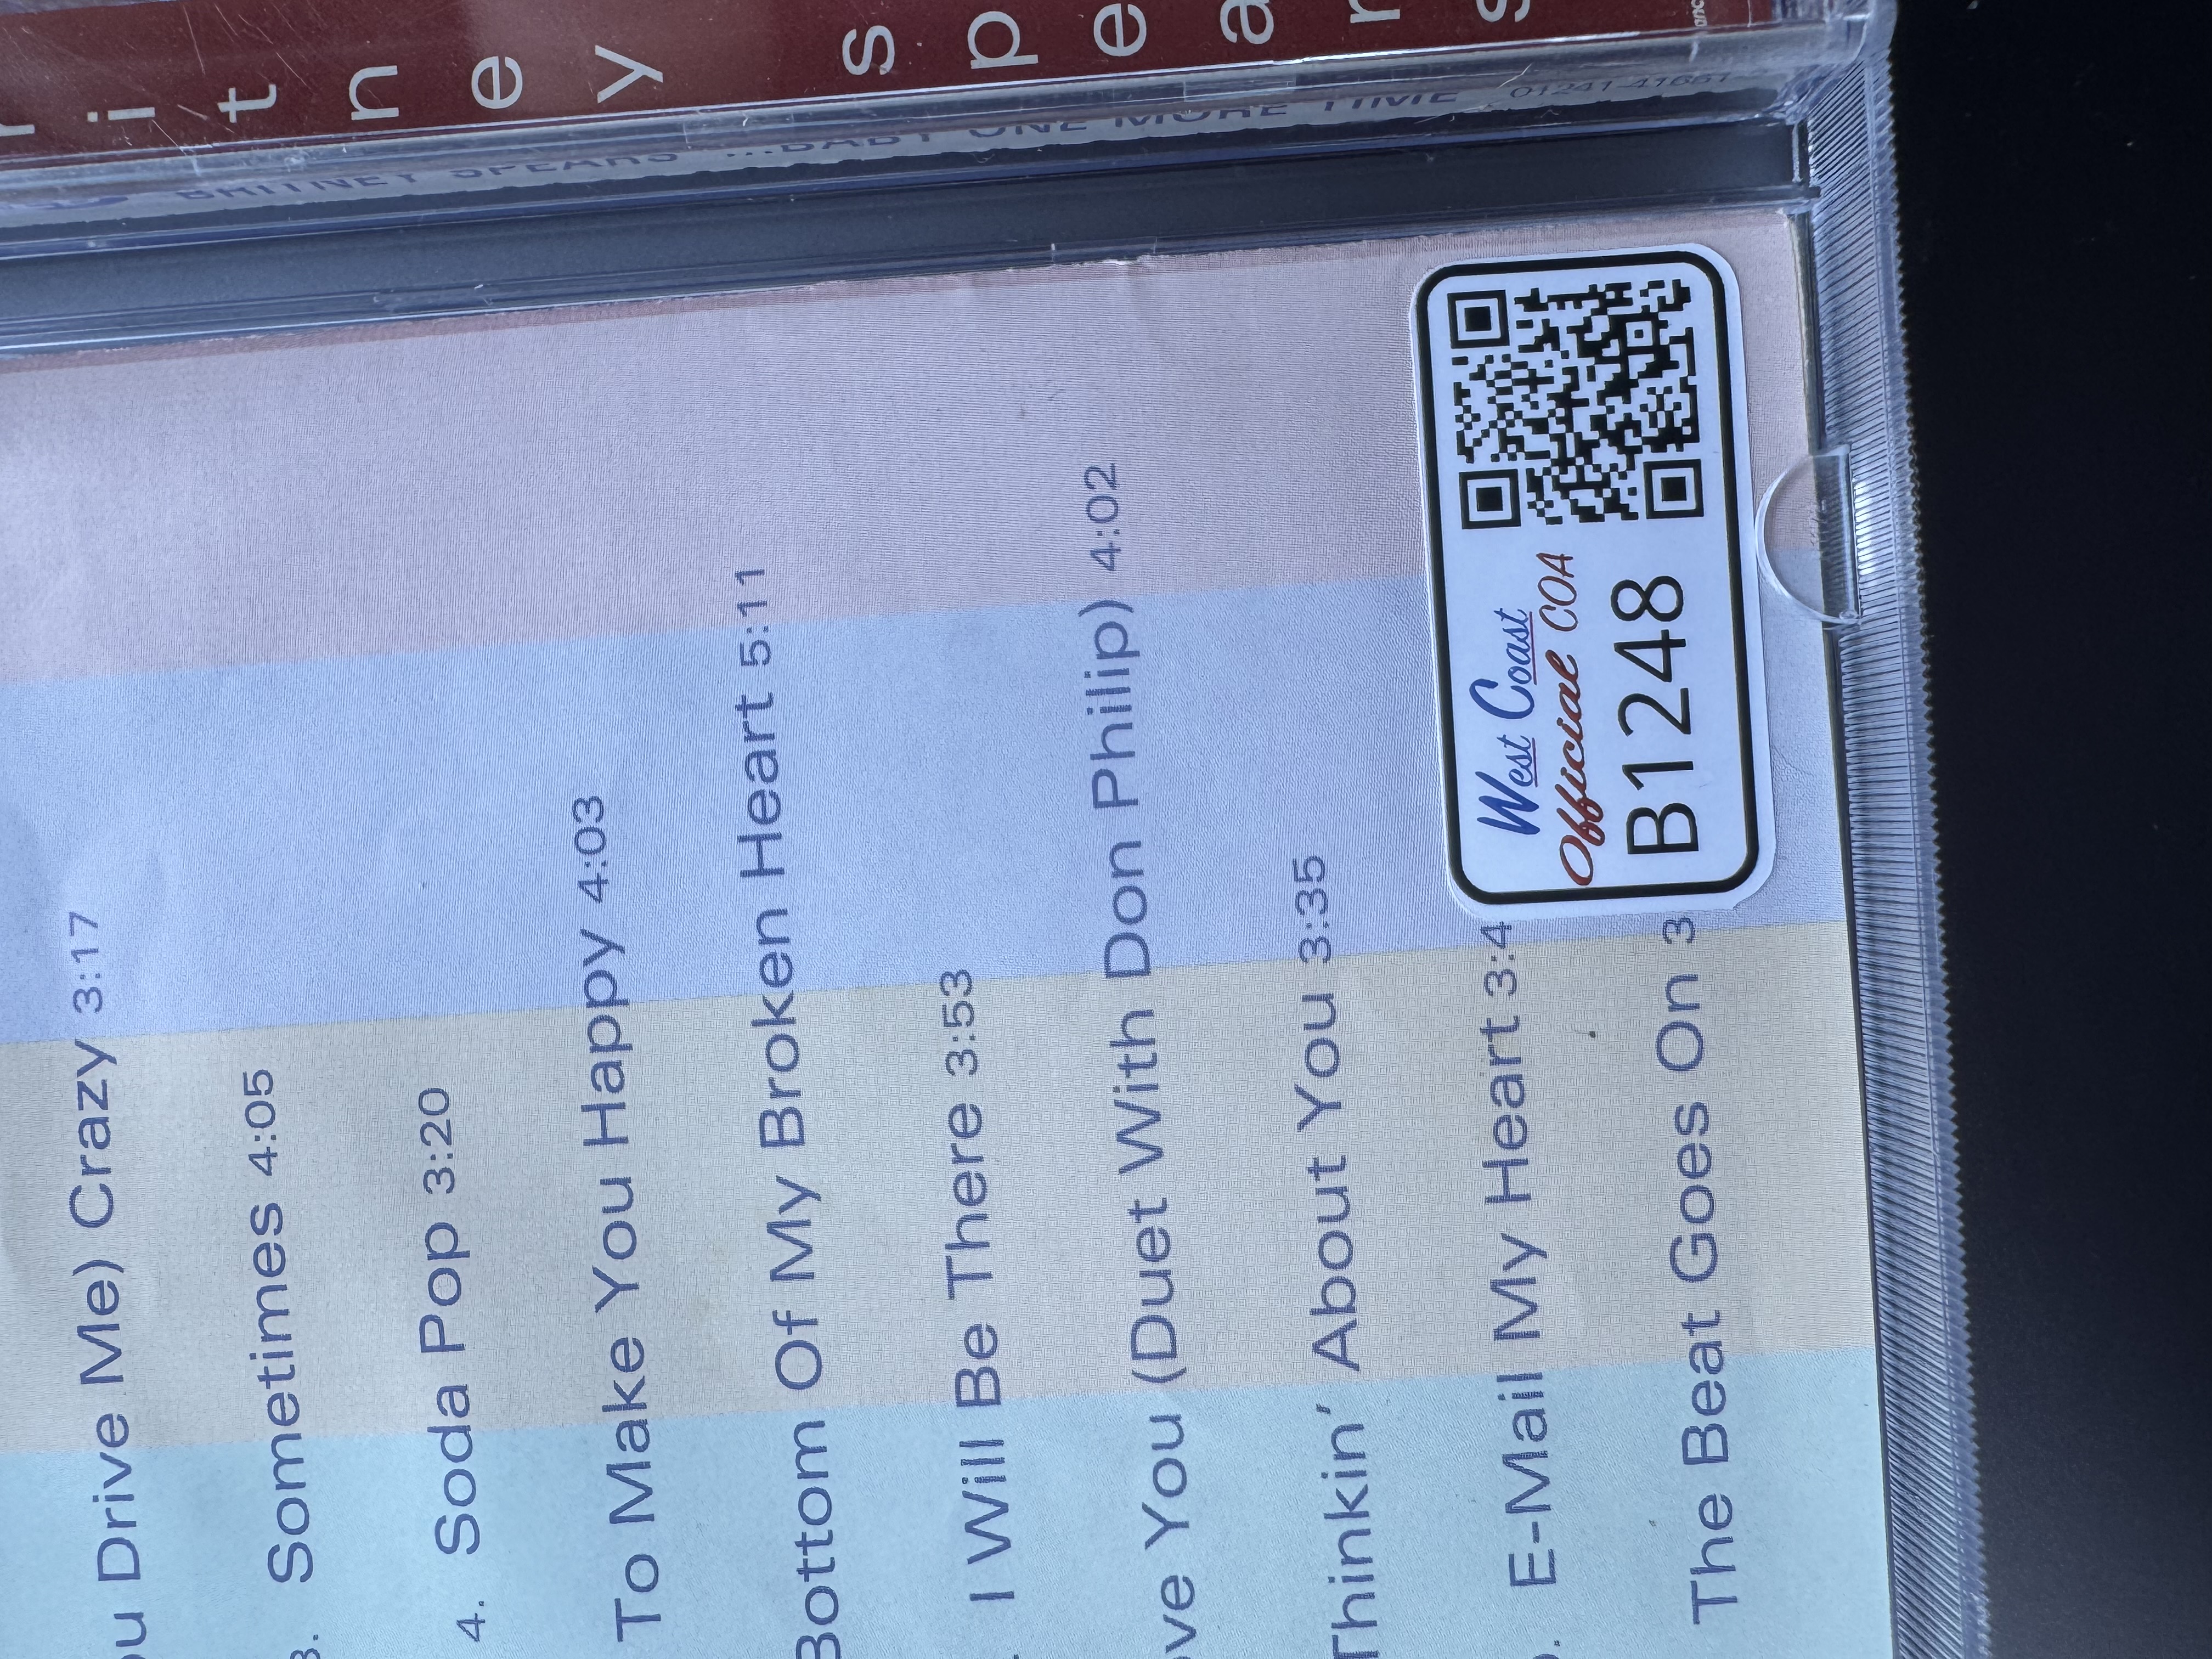 ritney spears
BRITNEY SPEARS ...BABY ONE MORE TIME 01241-41651
u Drive Me) Crazy 3:17
3. Sometimes 4:05
4. Soda Pop 3:20
To Make You Happy 4:03
Bottom Of My Broken Heart 5:11
I Will Be There 3:53
ve You (Duet With Don Philip) 4:02
Thinkin' About You 3:35
E-Mail My Heart 3:4
The Beat Goes On 3
West Coast
Official COA
B1248